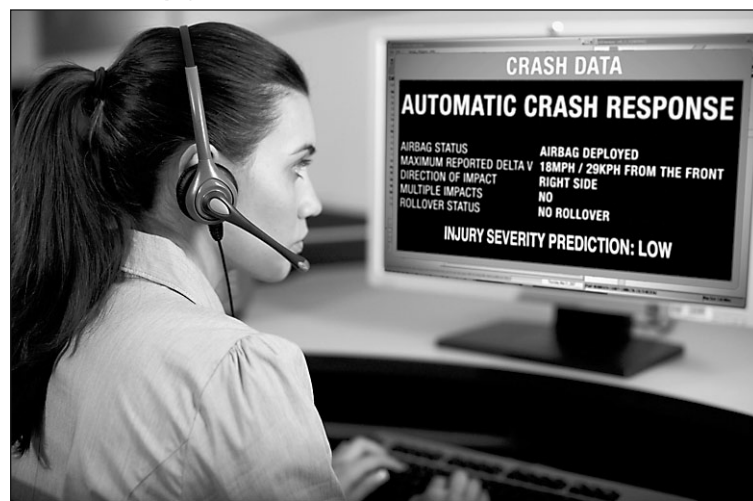 CRASH DATA
AUTOMATIC CRASH RESPONSE
AIRBAG STATUS AIRBAG DEPLOYED
MAXIMUM REPORTED DELTA V 18MPH / 29KPH FROM THE FRONT
DIRECTION OF IMPACT RIGHT SIDE
MULTIPLE IMPACTS NO
ROLLOVER STATUS NO ROLLOVER
INJURY SEVERITY PREDICTION: LOW